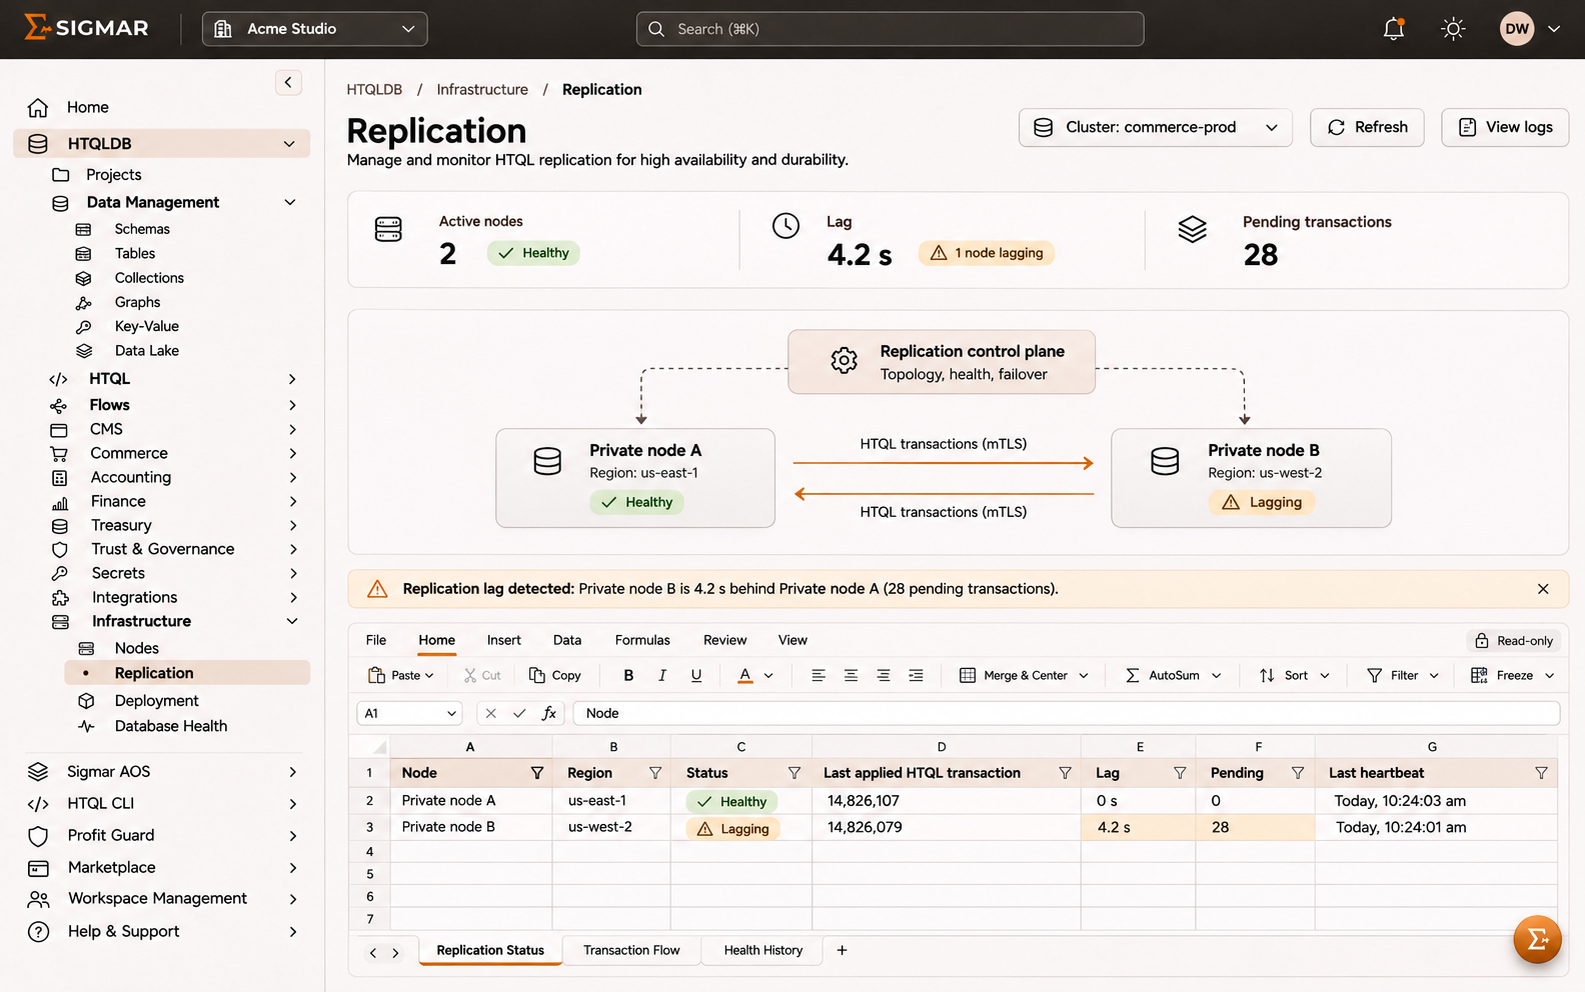 SIGMAR
Acme Studio
Search (⌘K)
DW
Home
HTQLDB
Projects
Data Management
Schemas
Tables
Collections
Graphs
Key-Value
Data Lake
HTQL
Flows
CMS
Commerce
Accounting
Finance
Treasury
Trust & Governance
Secrets
Integrations
Infrastructure
Nodes
Replication
Deployment
Database Health
Sigmar AOS
HTQL CLI
Profit Guard
Marketplace
Workspace Management
Help & Support
HTQLDB / Infrastructure / Replication
Replication
Manage and monitor HTQL replication for high availability and durability.
Cluster: commerce-prod
Refresh
View logs
Active nodes
2 Healthy
Lag
4.2 s 1 node lagging
Pending transactions
28
Replication control plane
Topology, health, failover
Private node A
Region: us-east-1
Healthy
HTQL transactions (mTLS)
HTQL transactions (mTLS)
Private node B
Region: us-west-2
Lagging
Replication lag detected: Private node B is 4.2 s behind Private node A (28 pending transactions).
File Home Insert Data Formulas Review View Read-only
Paste Cut Copy B I U A Merge & Center AutoSum Sort Filter Freeze
A1 fx Node
A B C D E F G
1 Node Region Status Last applied HTQL transaction Lag Pending Last heartbeat
2 Private node A us-east-1 Healthy 14,826,107 0 s 0 Today, 10:24:03 am
3 Private node B us-west-2 Lagging 14,826,079 4.2 s 28 Today, 10:24:01 am
4
5
6
7
Replication Status Transaction Flow Health History +